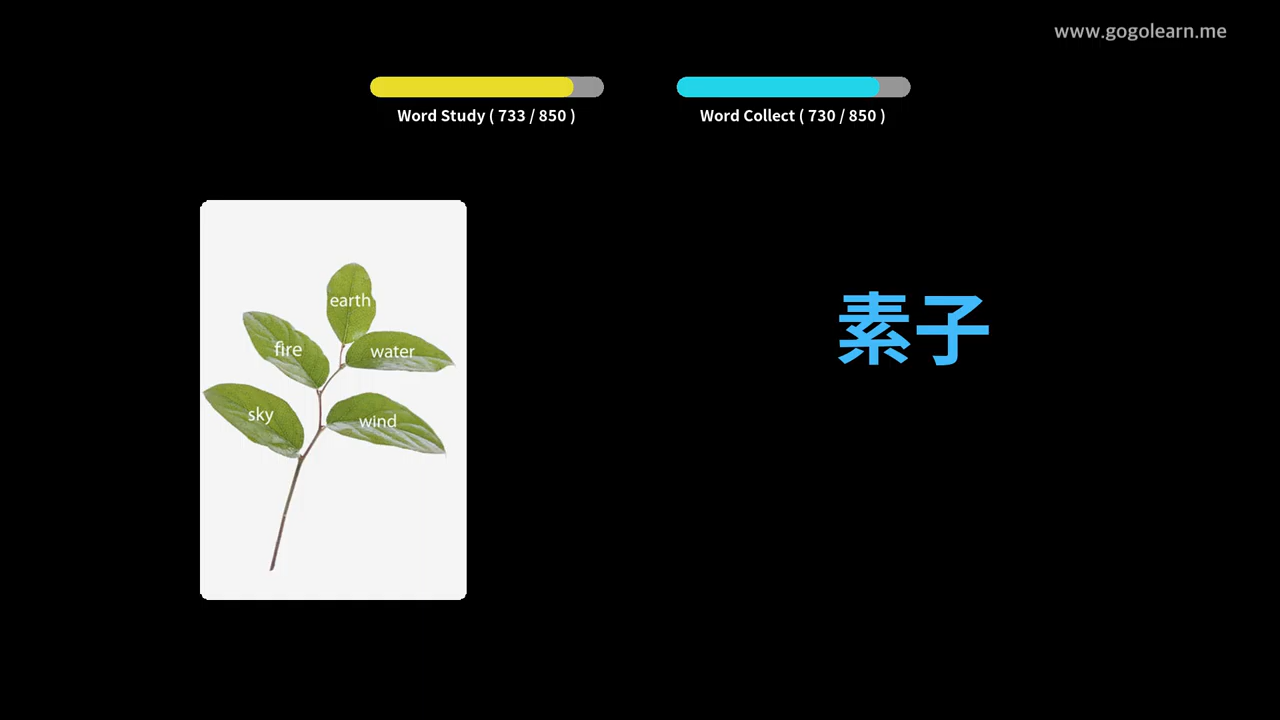 www.gogolearn.me
Word Study ( 733 / 850 )
Word Collect ( 730 / 850 )
earth
fire
water
sky
wind
素子